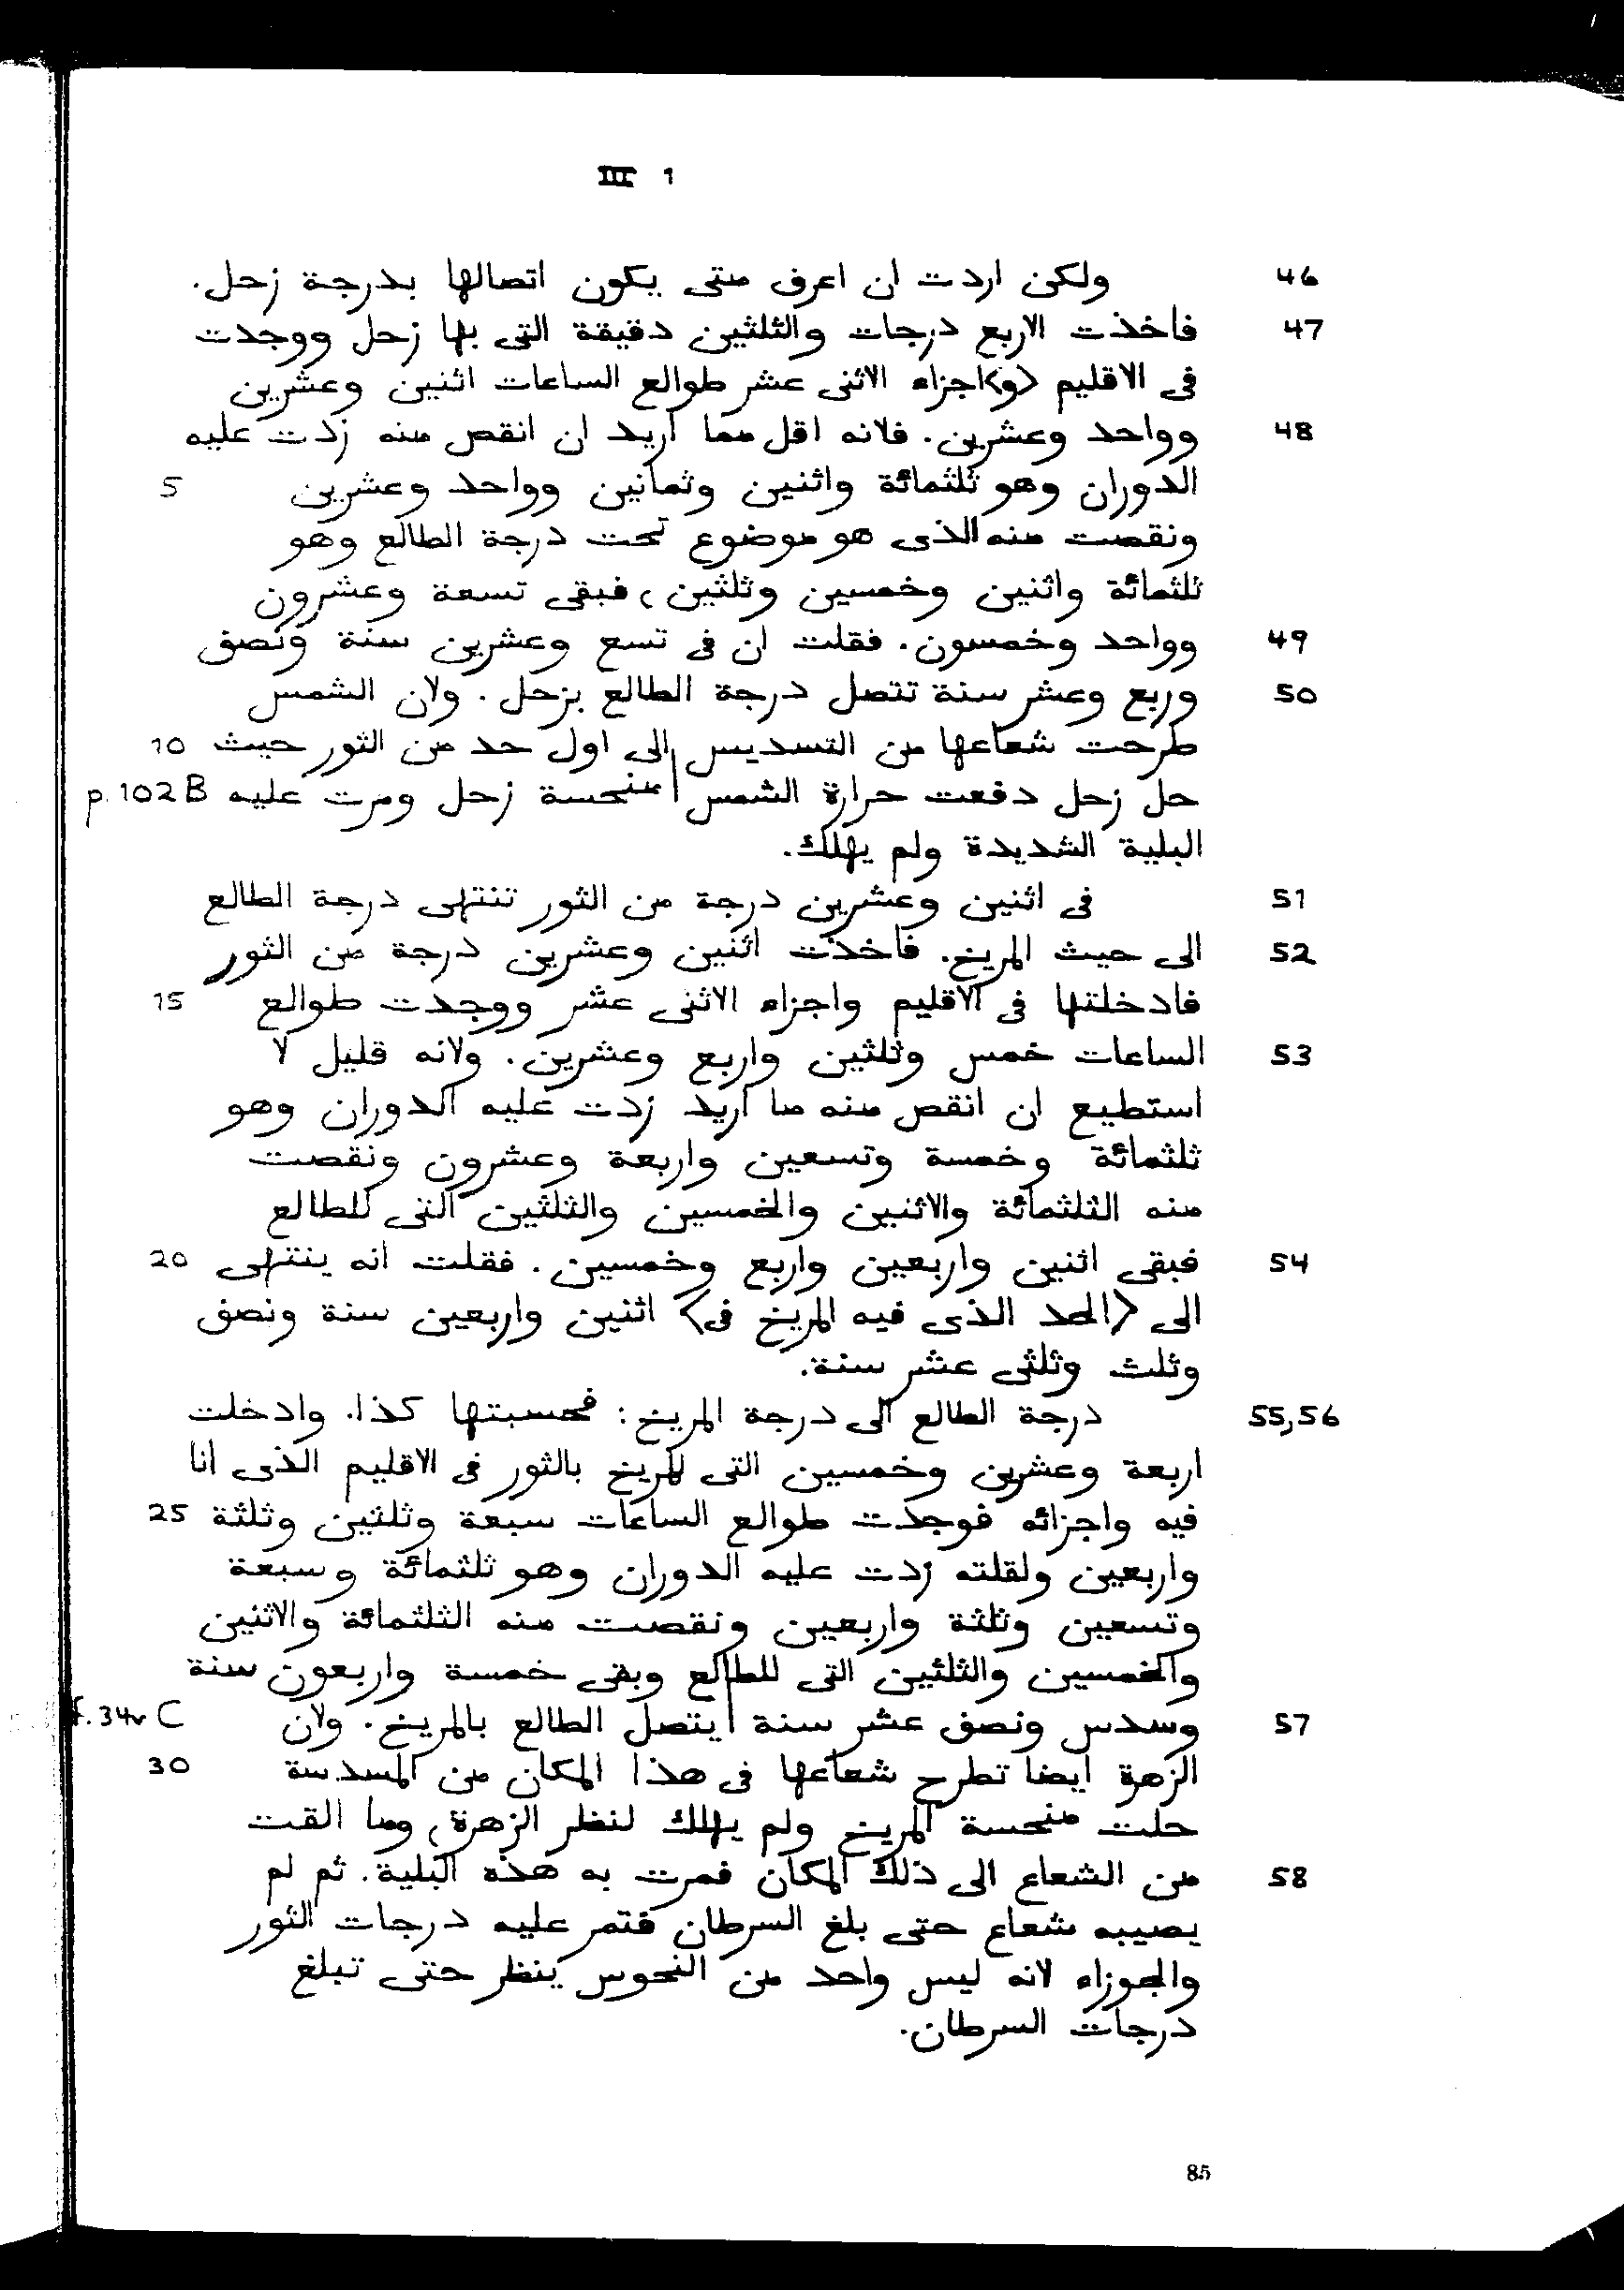 III 1
46 ولكن اردت ان اعرف متى يكون اتصالها بدرجة زحل.
47 فاخذت الاربع درجات والثلثين دقيقة التى بها زحل ووجدت
فى الاقليم <و>اجزاء الاثنى عشر طوالع الساعات اثنين وعشرين
48 وواحد وعشرين. فلانه اقل مما اريد ان انقص منه زدت عليه
الدوران وهو ثلثمائة واثنين وثمانين وواحد وعشرين 5
ونقصت منه الذى هو موضوع تحت درجة الطالع وهو
ثلثمائة واثنين وخمسين وثلثين، فبقى تسعة وعشرون
49 وواحد وخمسون. فقلت ان فى تسع وعشرين سنة ونصف
50 وربع وعشر سنة تتصل درجة الطالع بزحل. ولان الشمس
طرحت شعاعها من التسديس الى اول حد من الثور حيث 10
حل زحل دفعت حرارة الشمس | منحسة زحل ومرت عليه p. 102 B
البلية الشديدة ولم يهلك.
51 فى اثنين وعشرين درجة من الثور تنتهى درجة الطالع
52 الى حيث المريخ. فاخذت اثنين وعشرين درجة من الثور
فادخلتها فى الاقليم واجزاء الاثنى عشر ووجدت طوالع 15
53 الساعات خمس وثلثين واربع وعشرين. ولانه قليل لا
استطيع ان انقص منه ما اريد زدت عليه الدوران وهو
ثلثمائة وخمسة وتسعين واربعة وعشرون ونقصت
منه الثلثمائة والاثنين والخمسين والثلثين التى للطالع
54 فبقى اثنين واربعين واربع وخمسين. فقلت انه ينتهى 20
الى <الحد الذى فيه المريخ فى> اثنين واربعين سنة ونصف
وثلث وثلثى عشر سنة.
55,56 درجة الطالع الى درجة المريخ: فحسبتها كذا. وادخلت
اربعة وعشرين وخمسين التى للمريخ بالثور فى الاقليم الذى انا
فيه واجزائه فوجدت طوالع الساعات سبعة وثلثين وثلثة 25
واربعين ولقلته زدت عليه الدوران وهو ثلثمائة وسبعة
وتسعين وثلثة واربعين ونقصت منه الثلثمائة والاثنين
والخمسين والثلثين التى للطالع وبقى خمسة واربعون سنة
57 وسدس ونصف عشر سنة | يتصل الطالع بالمريخ. ولان f. 34v C
الزهرة ايضا تطرح شعاعها فى هذا المكان من المسدسة 30
حلت منحسة المريخ ولم يهلك لنظر الزهرة، وما القت
58 من الشعاع الى ذلك المكان فمرت به هذه البلية. ثم لم
يصيبه شعاع حتى بلغ السرطان فتمر عليه درجات الثور
والجوزاء لانه ليس واحد من النحوس ينظر حتى تبلغ
درجات السرطان.
85